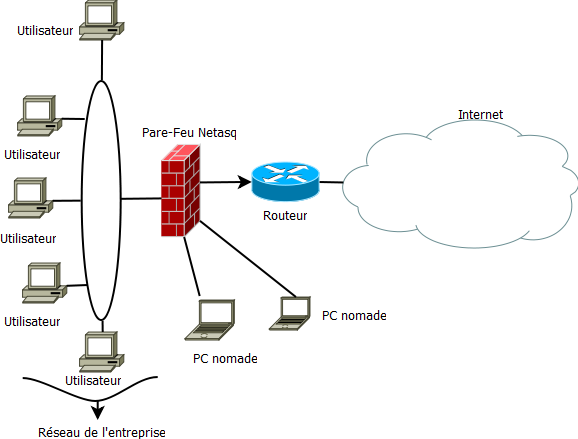 Utilisateur
Internet
Pare-Feu Netasq
Utilisateur
Routeur
Utilisateur
PC nomade
Utilisateur
PC nomade
Utilisateur
Réseau de l'entreprise